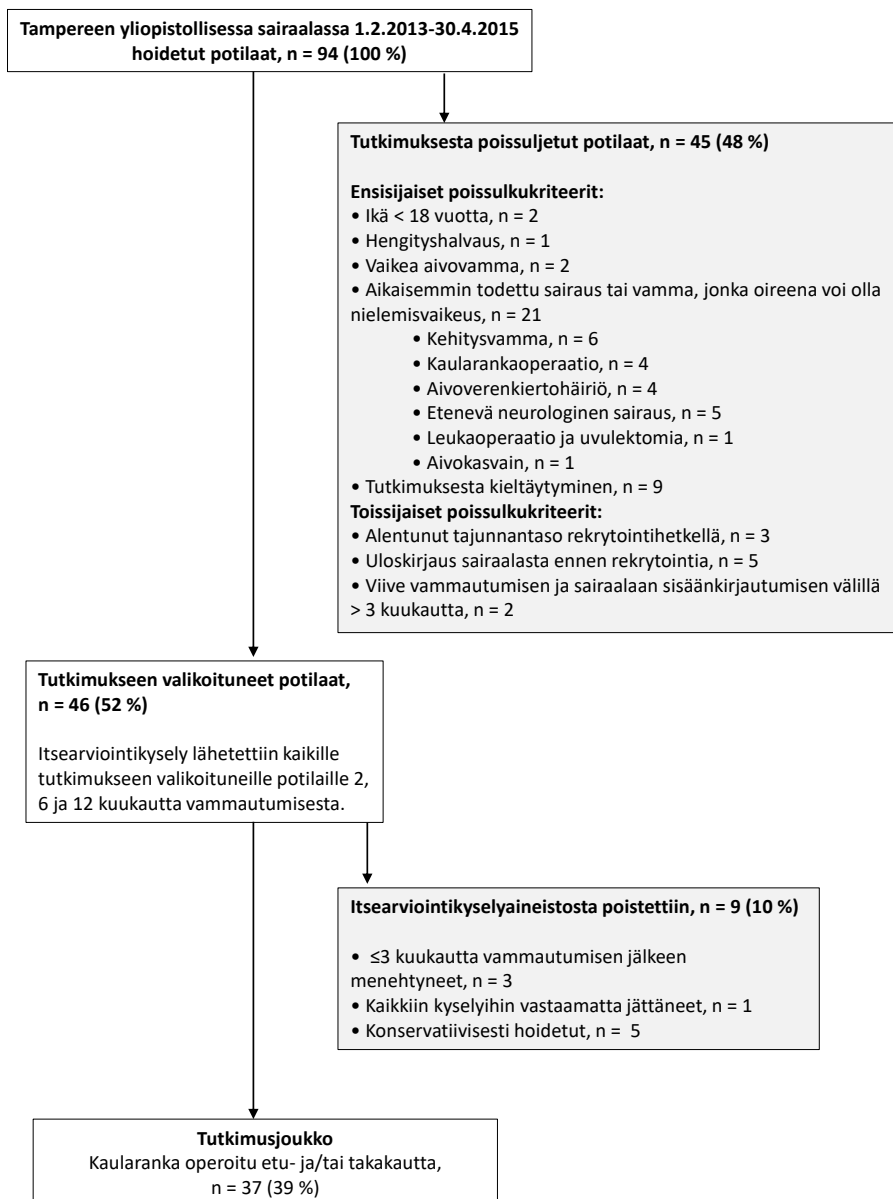 Tampereen yliopistollisessa sairaalassa 1.2.2013-30.4.2015
hoidetut potilaat, n = 94 (100 %)
Tutkimuksesta poissuljetut potilaat, n = 45 (48 %)
Ensisijaiset poissulkukriteerit:
• Ikä < 18 vuotta, n = 2
• Hengityshalvaus, n = 1
• Vaikea aivovamma, n = 2
• Aikaisemmin todettu sairaus tai vamma, jonka oireena voi olla
nielemisvaikeus, n = 21
• Kehitysvamma, n = 6
• Kaularankaoperaatio, n = 4
• Aivoverenkiertohäiriö, n = 4
• Etenevä neurologinen sairaus, n = 5
• Leukaoperaatio ja uvulektomia, n = 1
• Aivokasvain, n = 1
• Tutkimuksesta kieltäytyminen, n = 9
Toissijaiset poissulkukriteerit:
• Alentunut tajunnantaso rekrytointihetkellä, n = 3
• Uloskirjaus sairaalasta ennen rekrytointia, n = 5
• Viive vammautumisen ja sairaalaan sisäänkirjautumisen välillä
> 3 kuukautta, n = 2
Tutkimukseen valikoituneet potilaat,
n = 46 (52 %)
Itsearviointikysely lähetettiin kaikille
tutkimukseen valikoituneille potilaille 2,
6 ja 12 kuukautta vammautumisesta.
Itsearviointikyselyaineistosta poistettiin, n = 9 (10 %)
• ≤3 kuukautta vammautumisen jälkeen
menehtyneet, n = 3
• Kaikkiin kyselyihin vastaamatta jättäneet, n = 1
• Konservatiivisesti hoidetut, n = 5
Tutkimusjoukko
Kaularanka operoitu etu- ja/tai takakautta,
n = 37 (39 %)